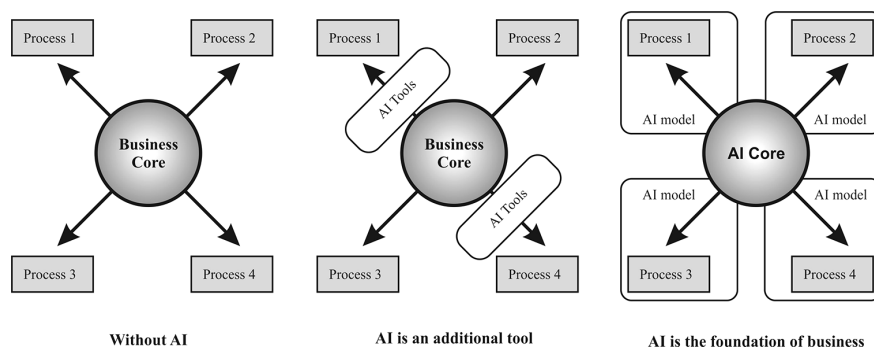 Process 1
Process 2
Business
Core
Process 3
Process 4
Without AI
Process 1
Process 2
AI Tools
Business
Core
AI Tools
Process 3
Process 4
AI is an additional tool
Process 1
Process 2
AI model
AI model
AI Core
AI model
AI model
Process 3
Process 4
AI is the foundation of business